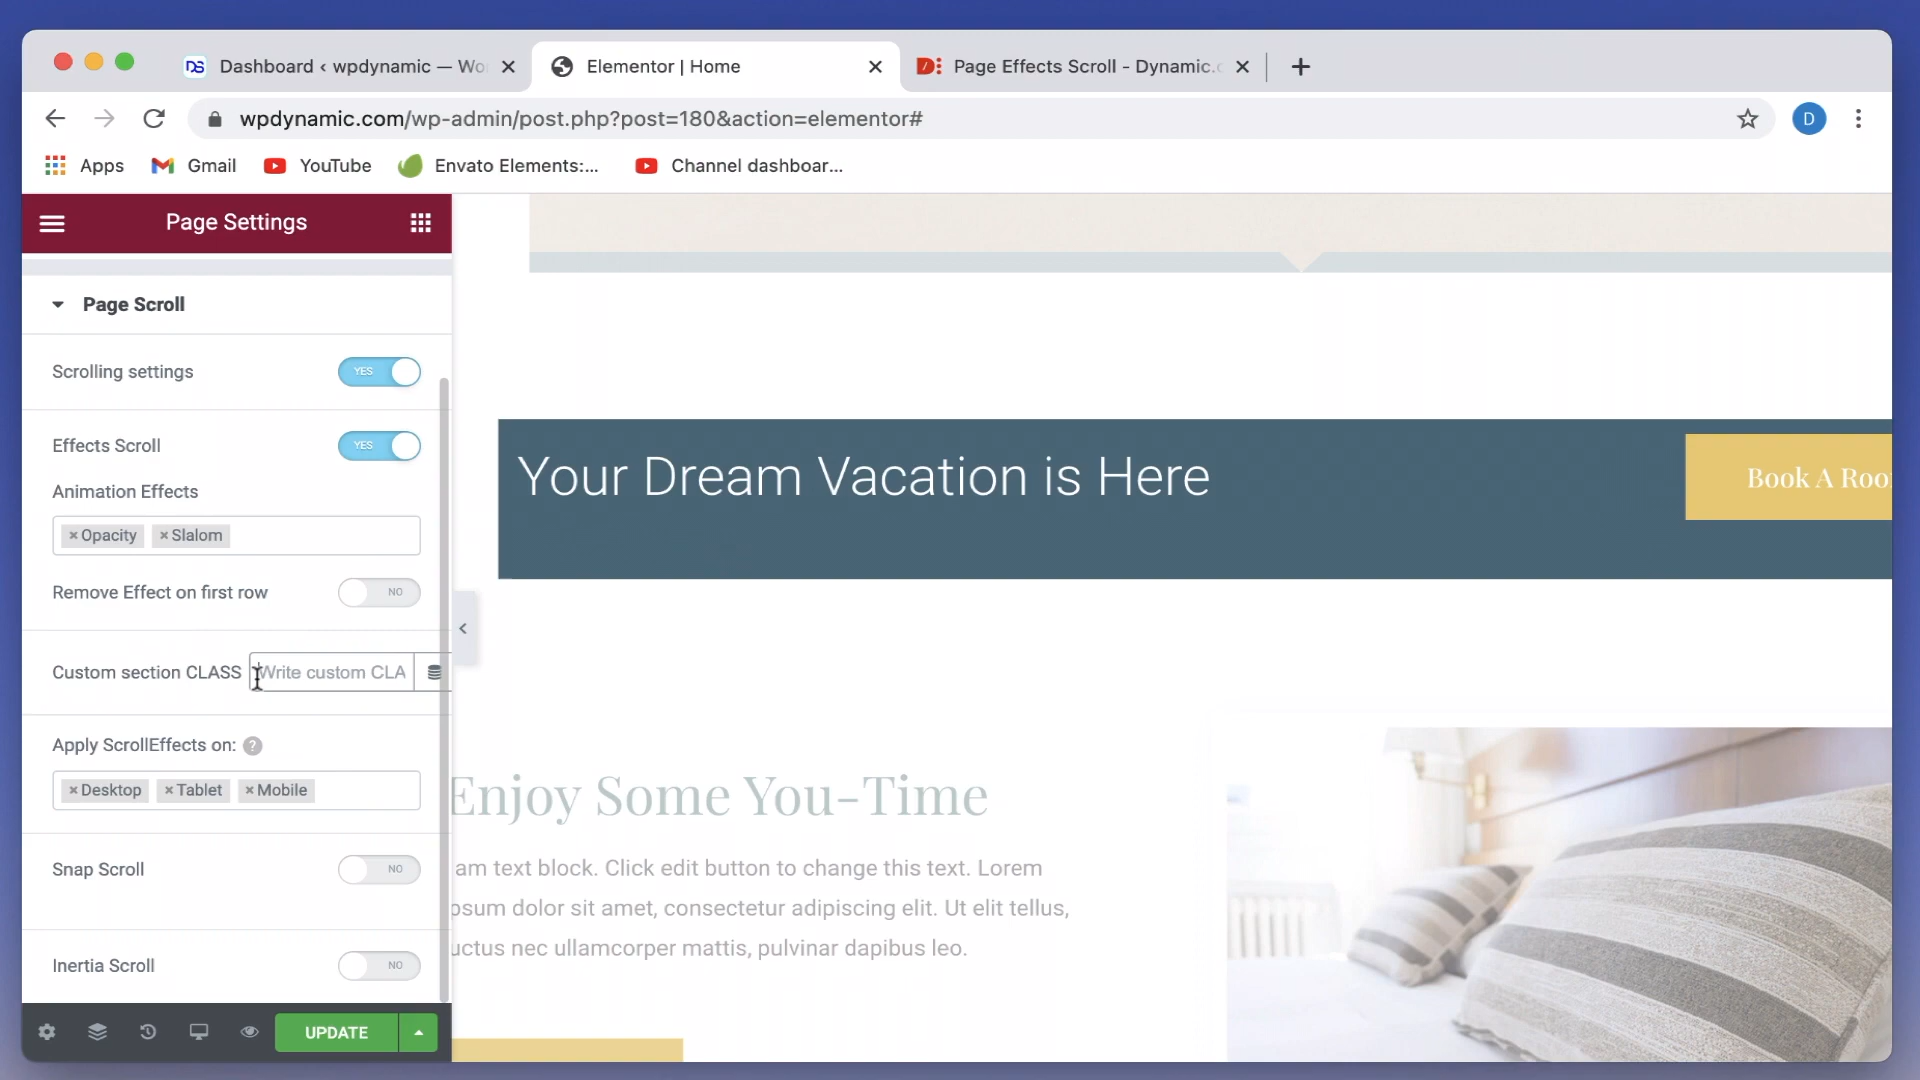 Dashboard ‹ wpdynamic — Wo
Elementor | Home
Page Effects Scroll - Dynamic.
wpdynamic.com/wp-admin/post.php?post=180&action=elementor#
D
Apps
Gmail
YouTube
Envato Elements:...
Channel dashboar...
Page Settings
Page Scroll
Scrolling settings
YES
Effects Scroll
YES
Animation Effects
× Opacity × Slalom
Remove Effect on first row
NO
Custom section CLASS
Write custom CLA
Apply ScrollEffects on: ?
× Desktop × Tablet × Mobile
Snap Scroll
NO
Inertia Scroll
NO
UPDATE
Your Dream Vacation is Here
Book A Roo
Enjoy Some You-Time
am text block. Click edit button to change this text. Lorem
psum dolor sit amet, consectetur adipiscing elit. Ut elit tellus,
uctus nec ullamcorper mattis, pulvinar dapibus leo.